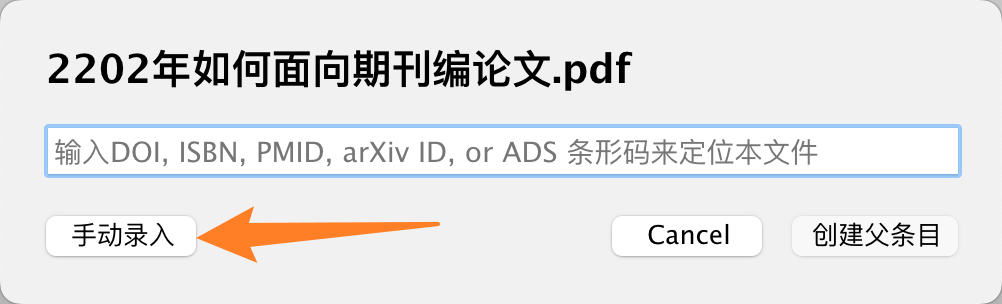 2202年如何面向期刊编论文.pdf
输入DOI, ISBN, PMID, arXiv ID, or ADS 条形码来定位本文件
手动录入
Cancel
创建父条目